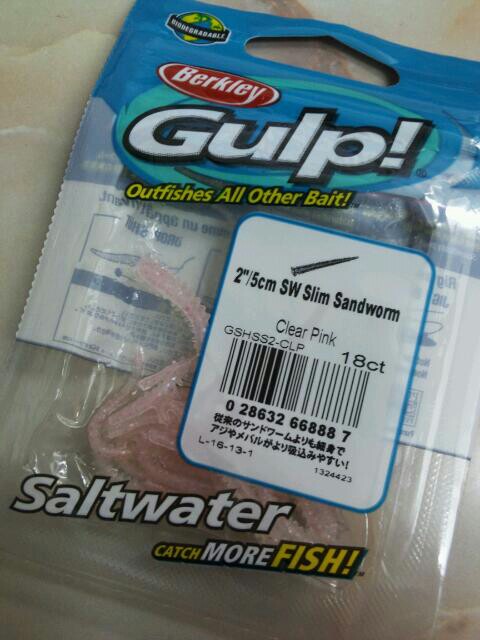 BIODEGRADABLE
Berkley
Gulp!
Outfishes All Other Bait!
2"/5cm SW Slim Sandworm
Clear Pink
GSHSS2-CLP
18ct
0 28632 66888 7
従来のサンドワームよりも細身で
アジやメバルがより吸込みやすい!
L-16-13-1
1324423
Saltwater
CATCH MORE FISH!